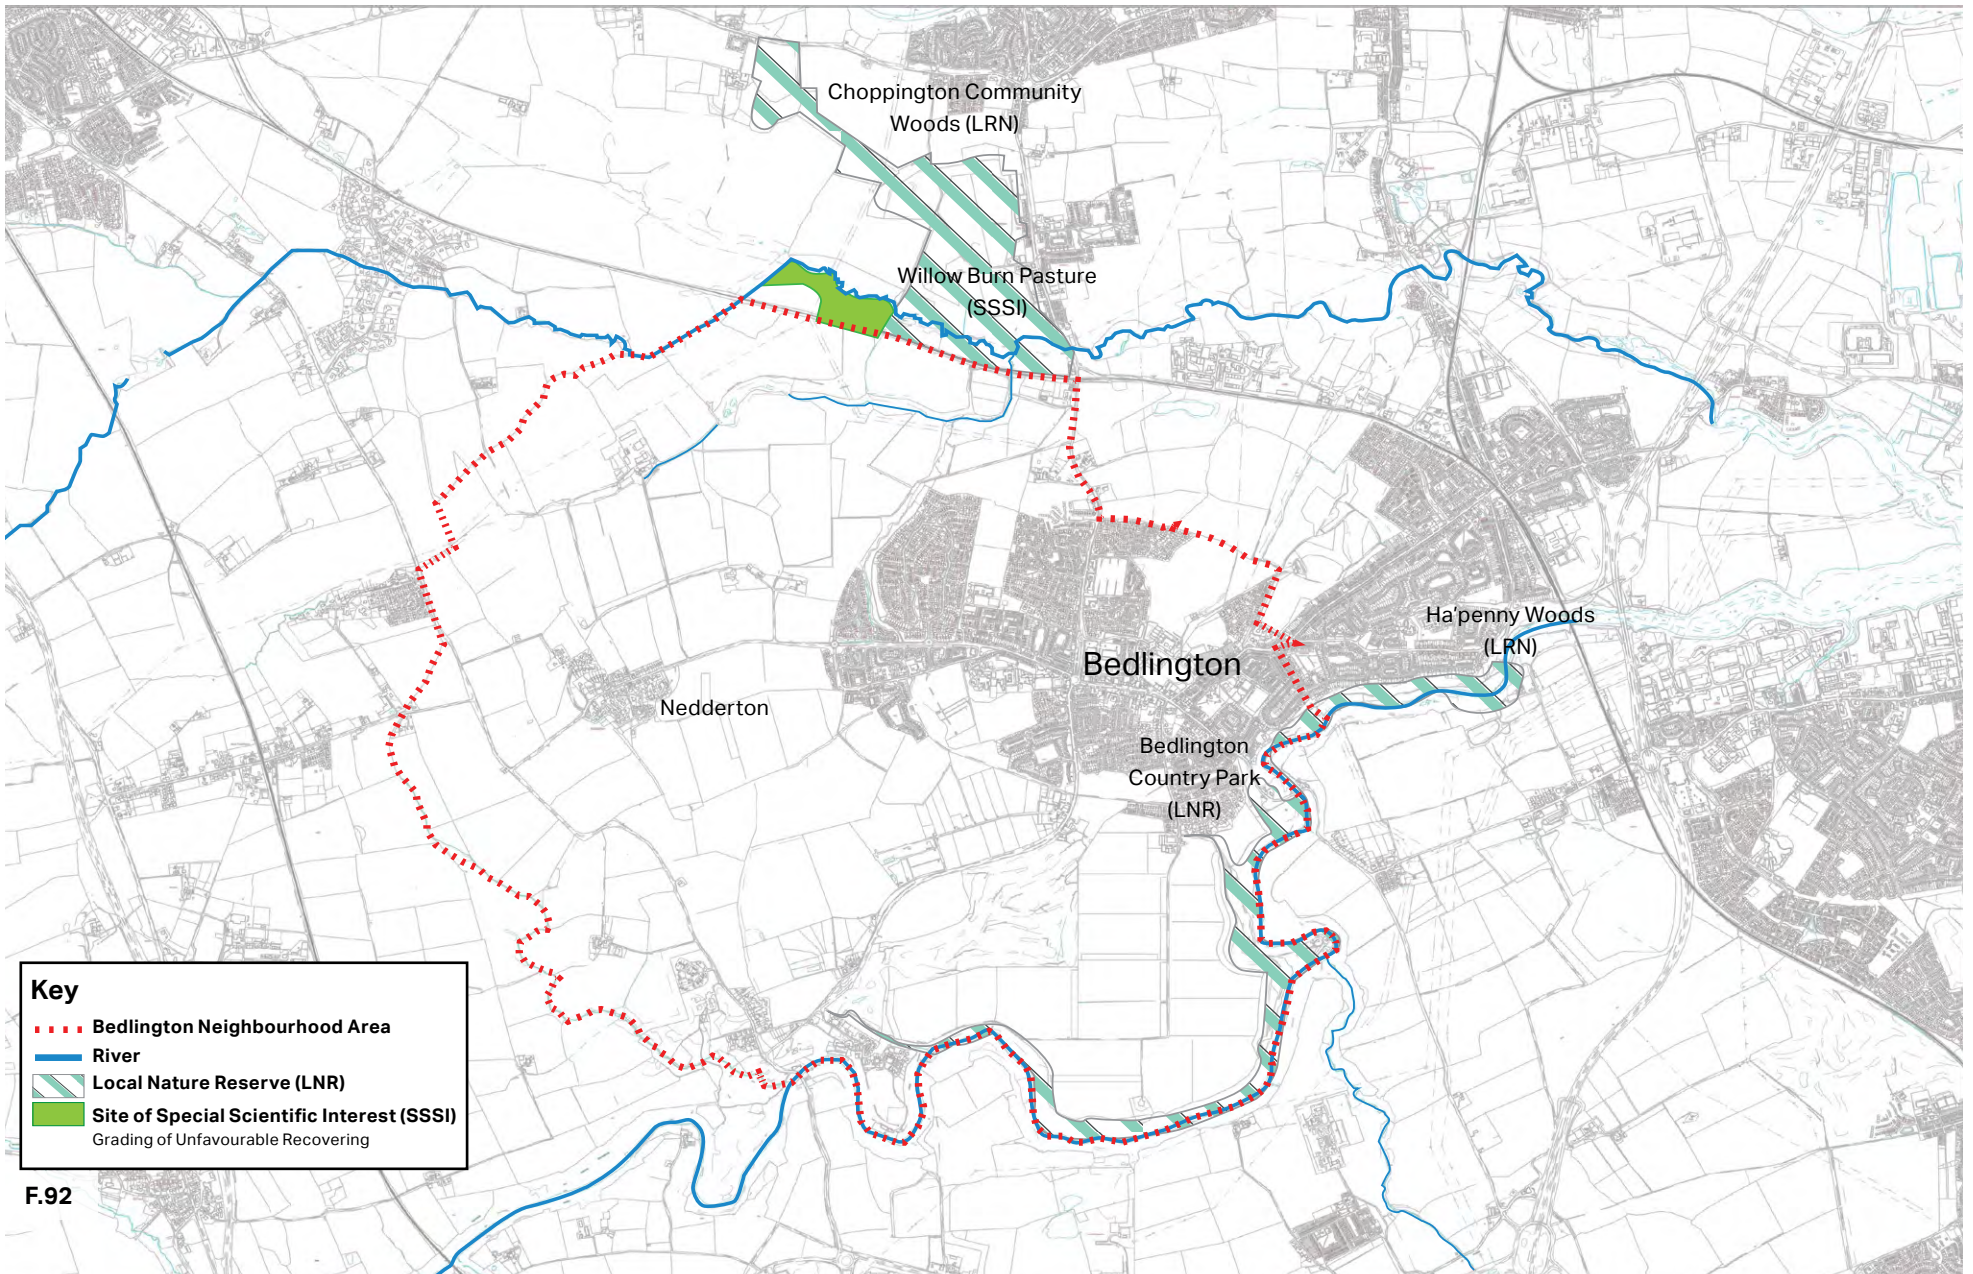 Choppington Community
Woods (LRN)
Willow Burn Pasture
(SSSI)
Ha'penny Woods
(LRN)
Bedlington
Nedderton
Bedlington
Country Park
(LNR)
Key
Bedlington Neighbourhood Area
River
Local Nature Reserve (LNR)
Site of Special Scientific Interest (SSSI)
Grading of Unfavourable Recovering
F.92